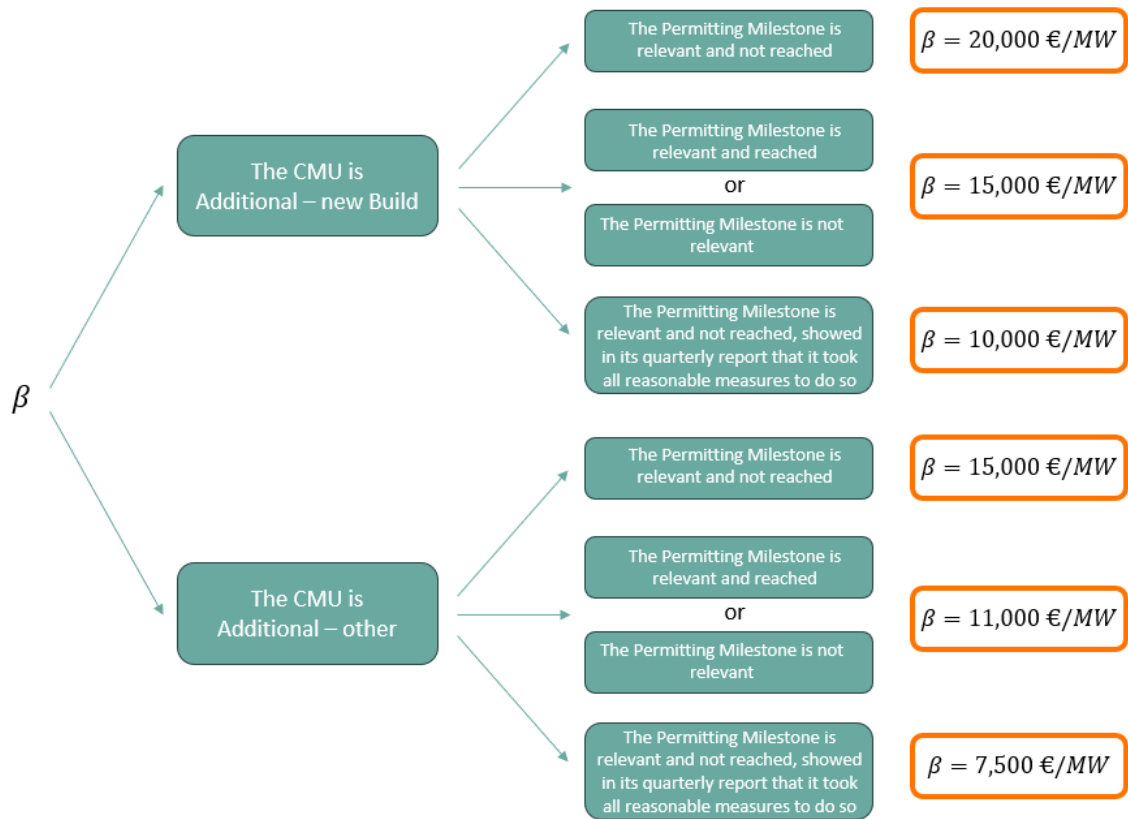 The Permitting Milestone is
relevant and not reached
β = 20,000 €/MW
The CMU is
Additional – new Build
The Permitting Milestone is
relevant and reached
or
The Permitting Milestone is not
relevant
β = 15,000 €/MW
The Permitting Milestone is
relevant and not reached, showed
in its quarterly report that it took
all reasonable measures to do so
β = 10,000 €/MW
β
The Permitting Milestone is
relevant and not reached
β = 15,000 €/MW
The CMU is
Additional – other
The Permitting Milestone is
relevant and reached
or
The Permitting Milestone is not
relevant
β = 11,000 €/MW
The Permitting Milestone is
relevant and not reached, showed
in its quarterly report that it took
all reasonable measures to do so
β = 7,500 €/MW